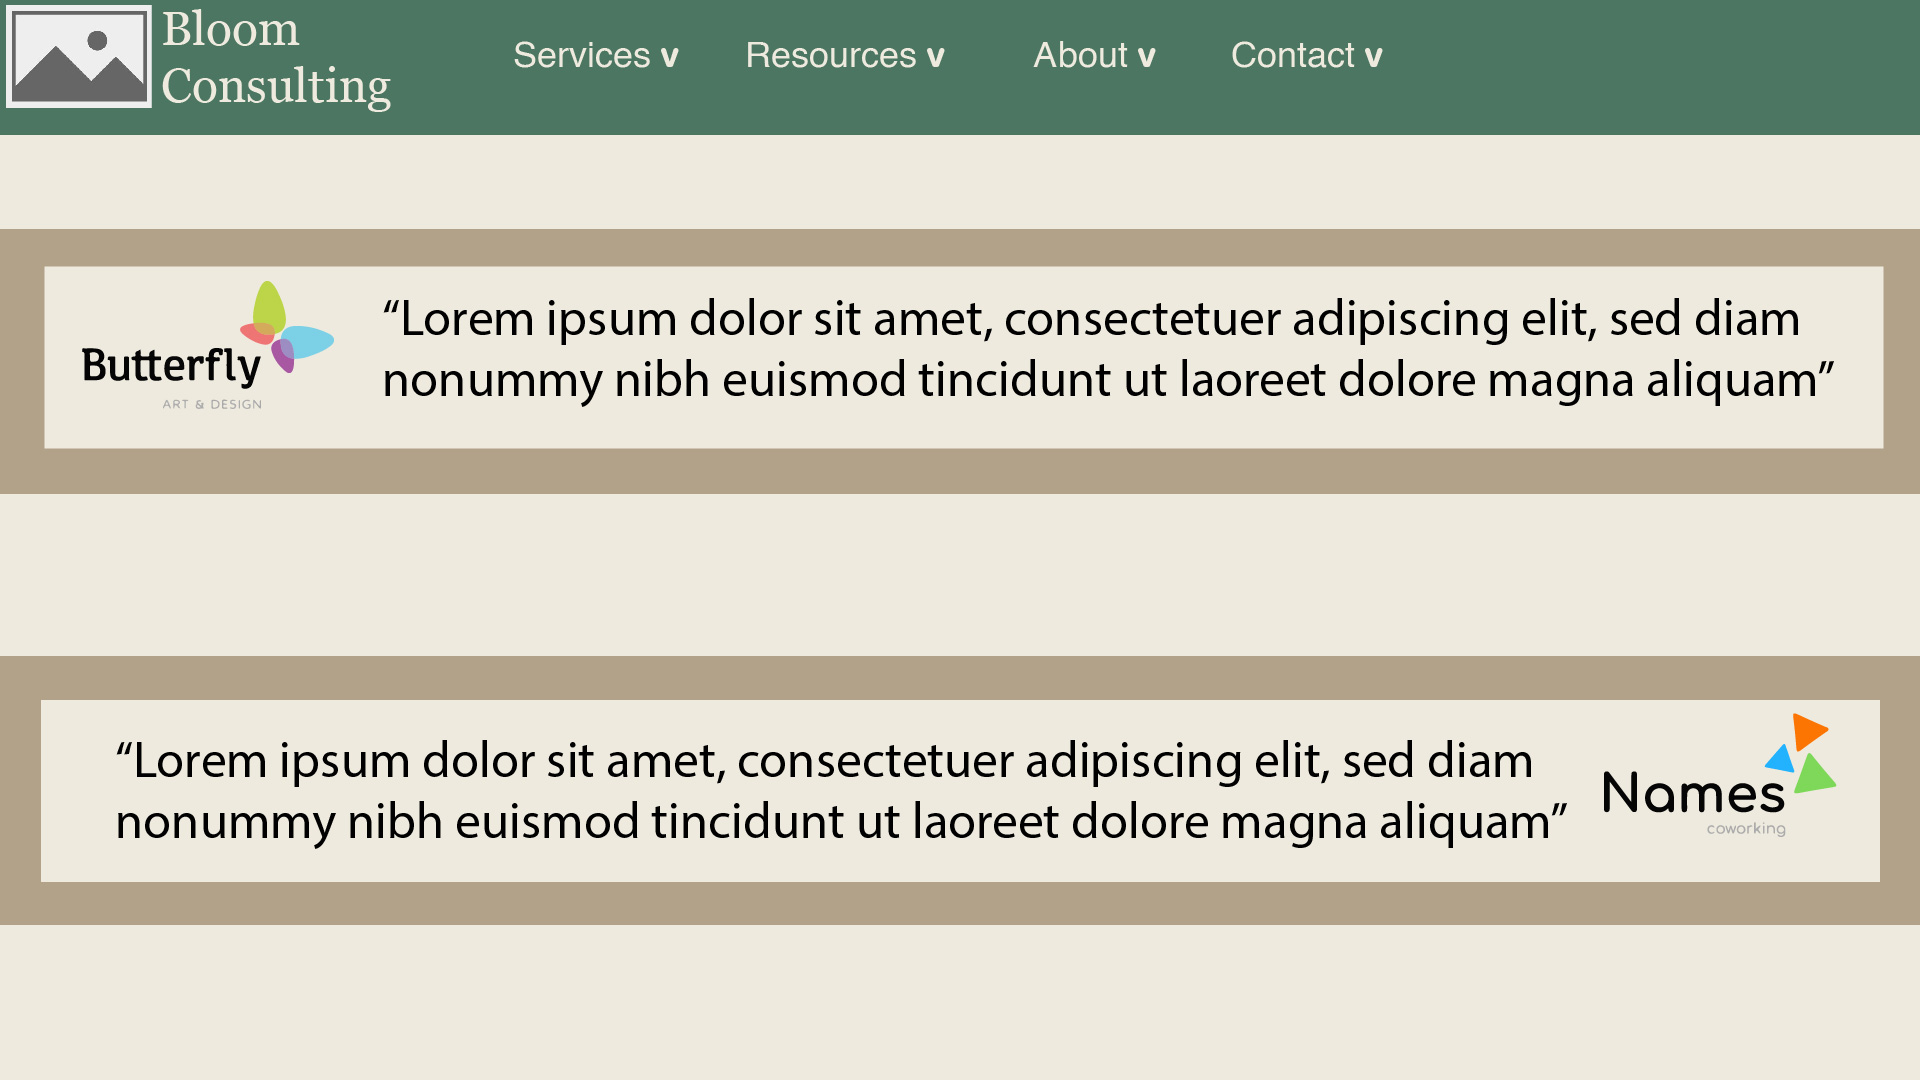 Bloom
Consulting
Services v
Resources v
About v
Contact v
“Lorem ipsum dolor sit amet, consectetuer adipiscing elit, sed diam
nonummy nibh euismod tincidunt ut laoreet dolore magna aliquam”
Butterfly
ART & DESIGN
“Lorem ipsum dolor sit amet, consectetuer adipiscing elit, sed diam
nonummy nibh euismod tincidunt ut laoreet dolore magna aliquam”
Names
coworking